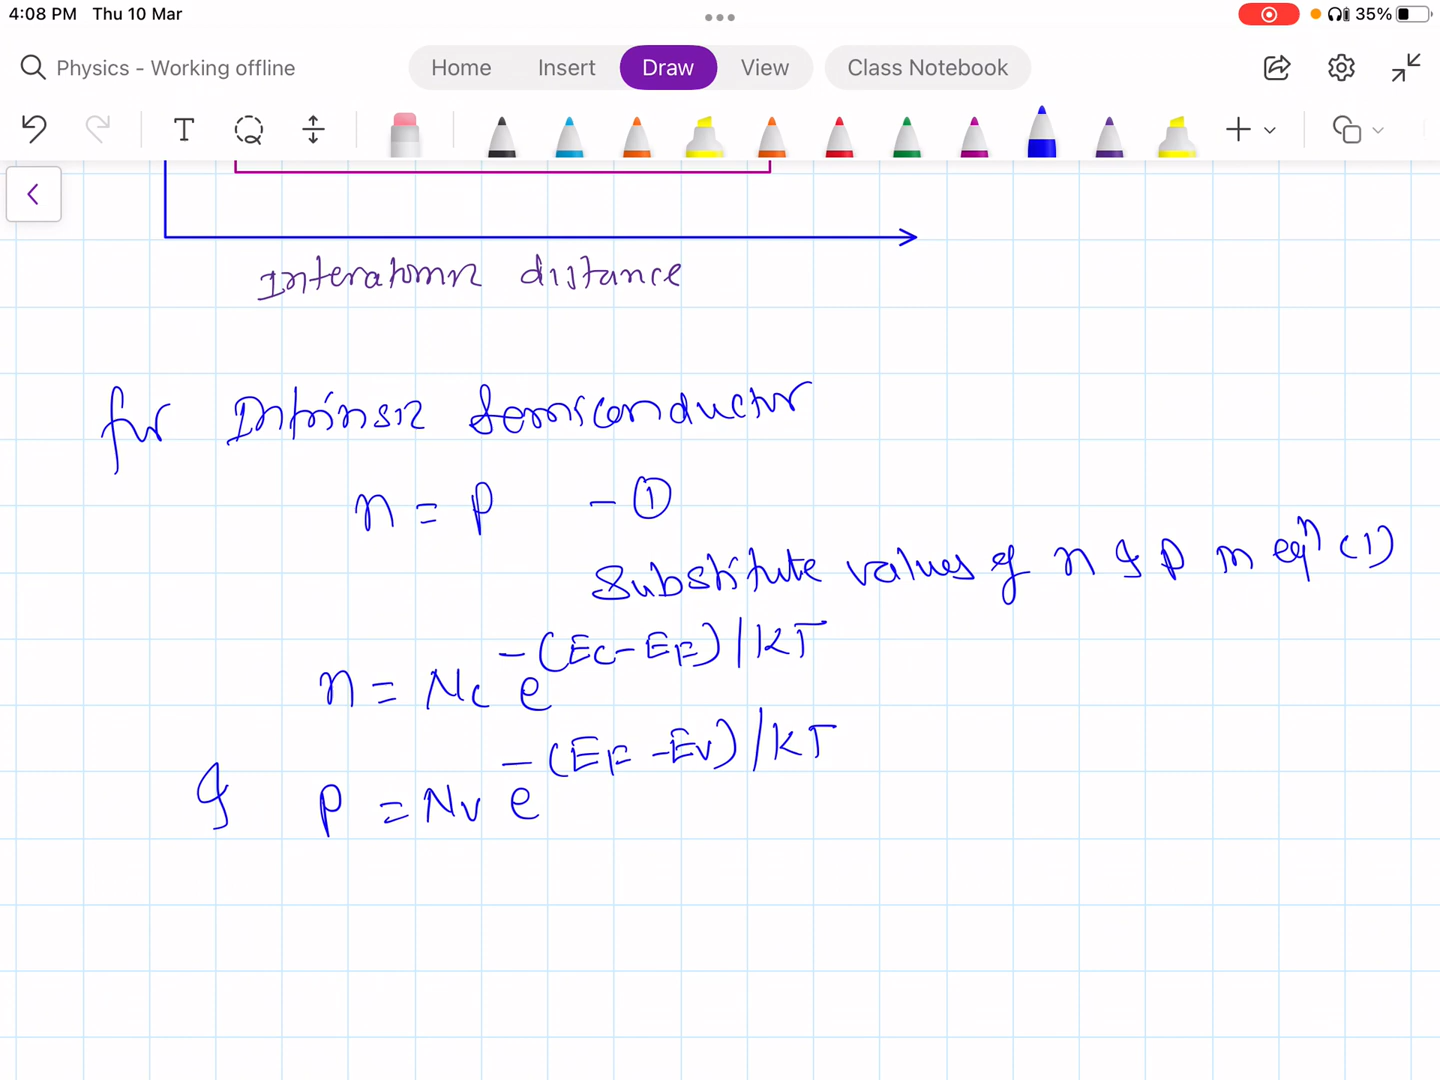 4:08 PM Thu 10 Mar 35%
Physics - Working offline Home Insert Draw View Class Notebook
T
Interatomic distance
for Intrinsic Semiconductor
n = p - ①
Substitute values of n & p in eqⁿ (1)
n = Nc e^-(Ec-EF)/KT
& p = Nv e^-(EF-Ev)/KT